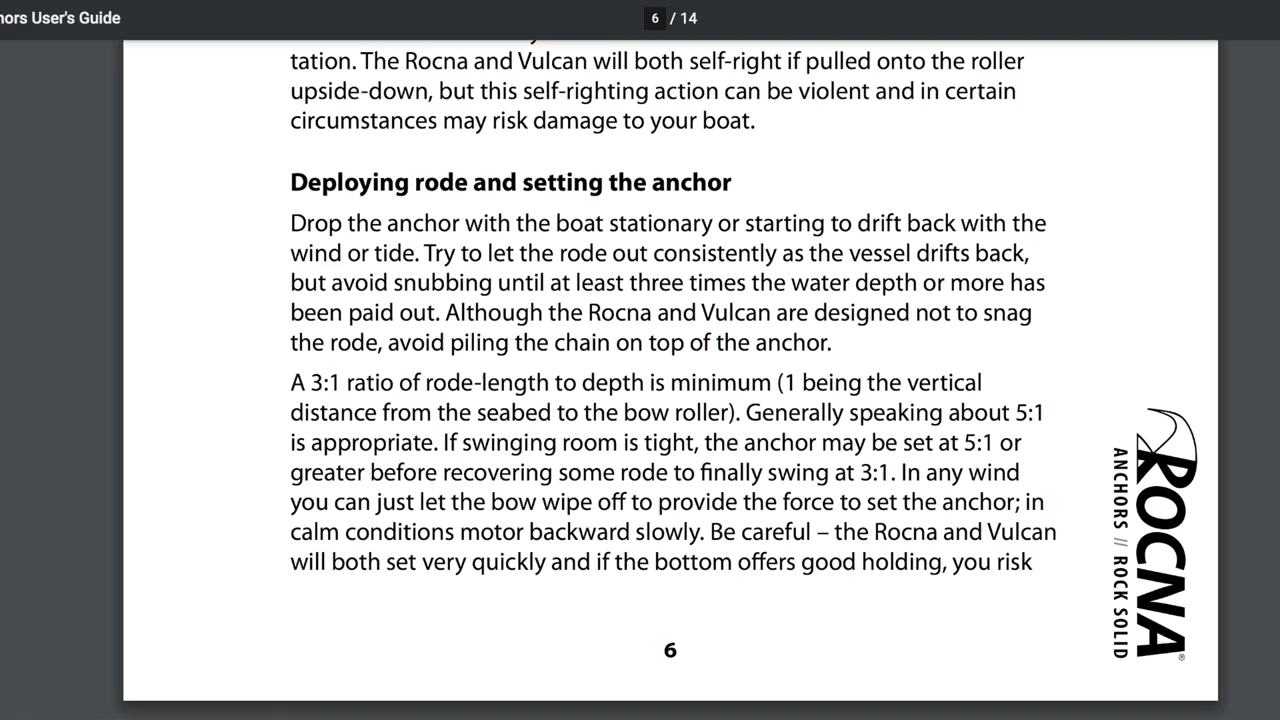 hors User's Guide
6 / 14
tation. The Rocna and Vulcan will both self-right if pulled onto the roller
upside-down, but this self-righting action can be violent and in certain
circumstances may risk damage to your boat.
Deploying rode and setting the anchor
Drop the anchor with the boat stationary or starting to drift back with the
wind or tide. Try to let the rode out consistently as the vessel drifts back,
but avoid snubbing until at least three times the water depth or more has
been paid out. Although the Rocna and Vulcan are designed not to snag
the rode, avoid piling the chain on top of the anchor.
A 3:1 ratio of rode-length to depth is minimum (1 being the vertical
distance from the seabed to the bow roller). Generally speaking about 5:1
is appropriate. If swinging room is tight, the anchor may be set at 5:1 or
greater before recovering some rode to finally swing at 3:1. In any wind
you can just let the bow wipe off to provide the force to set the anchor; in
calm conditions motor backward slowly. Be careful – the Rocna and Vulcan
will both set very quickly and if the bottom offers good holding, you risk
6
ROCNA®
ANCHORS // ROCK SOLID